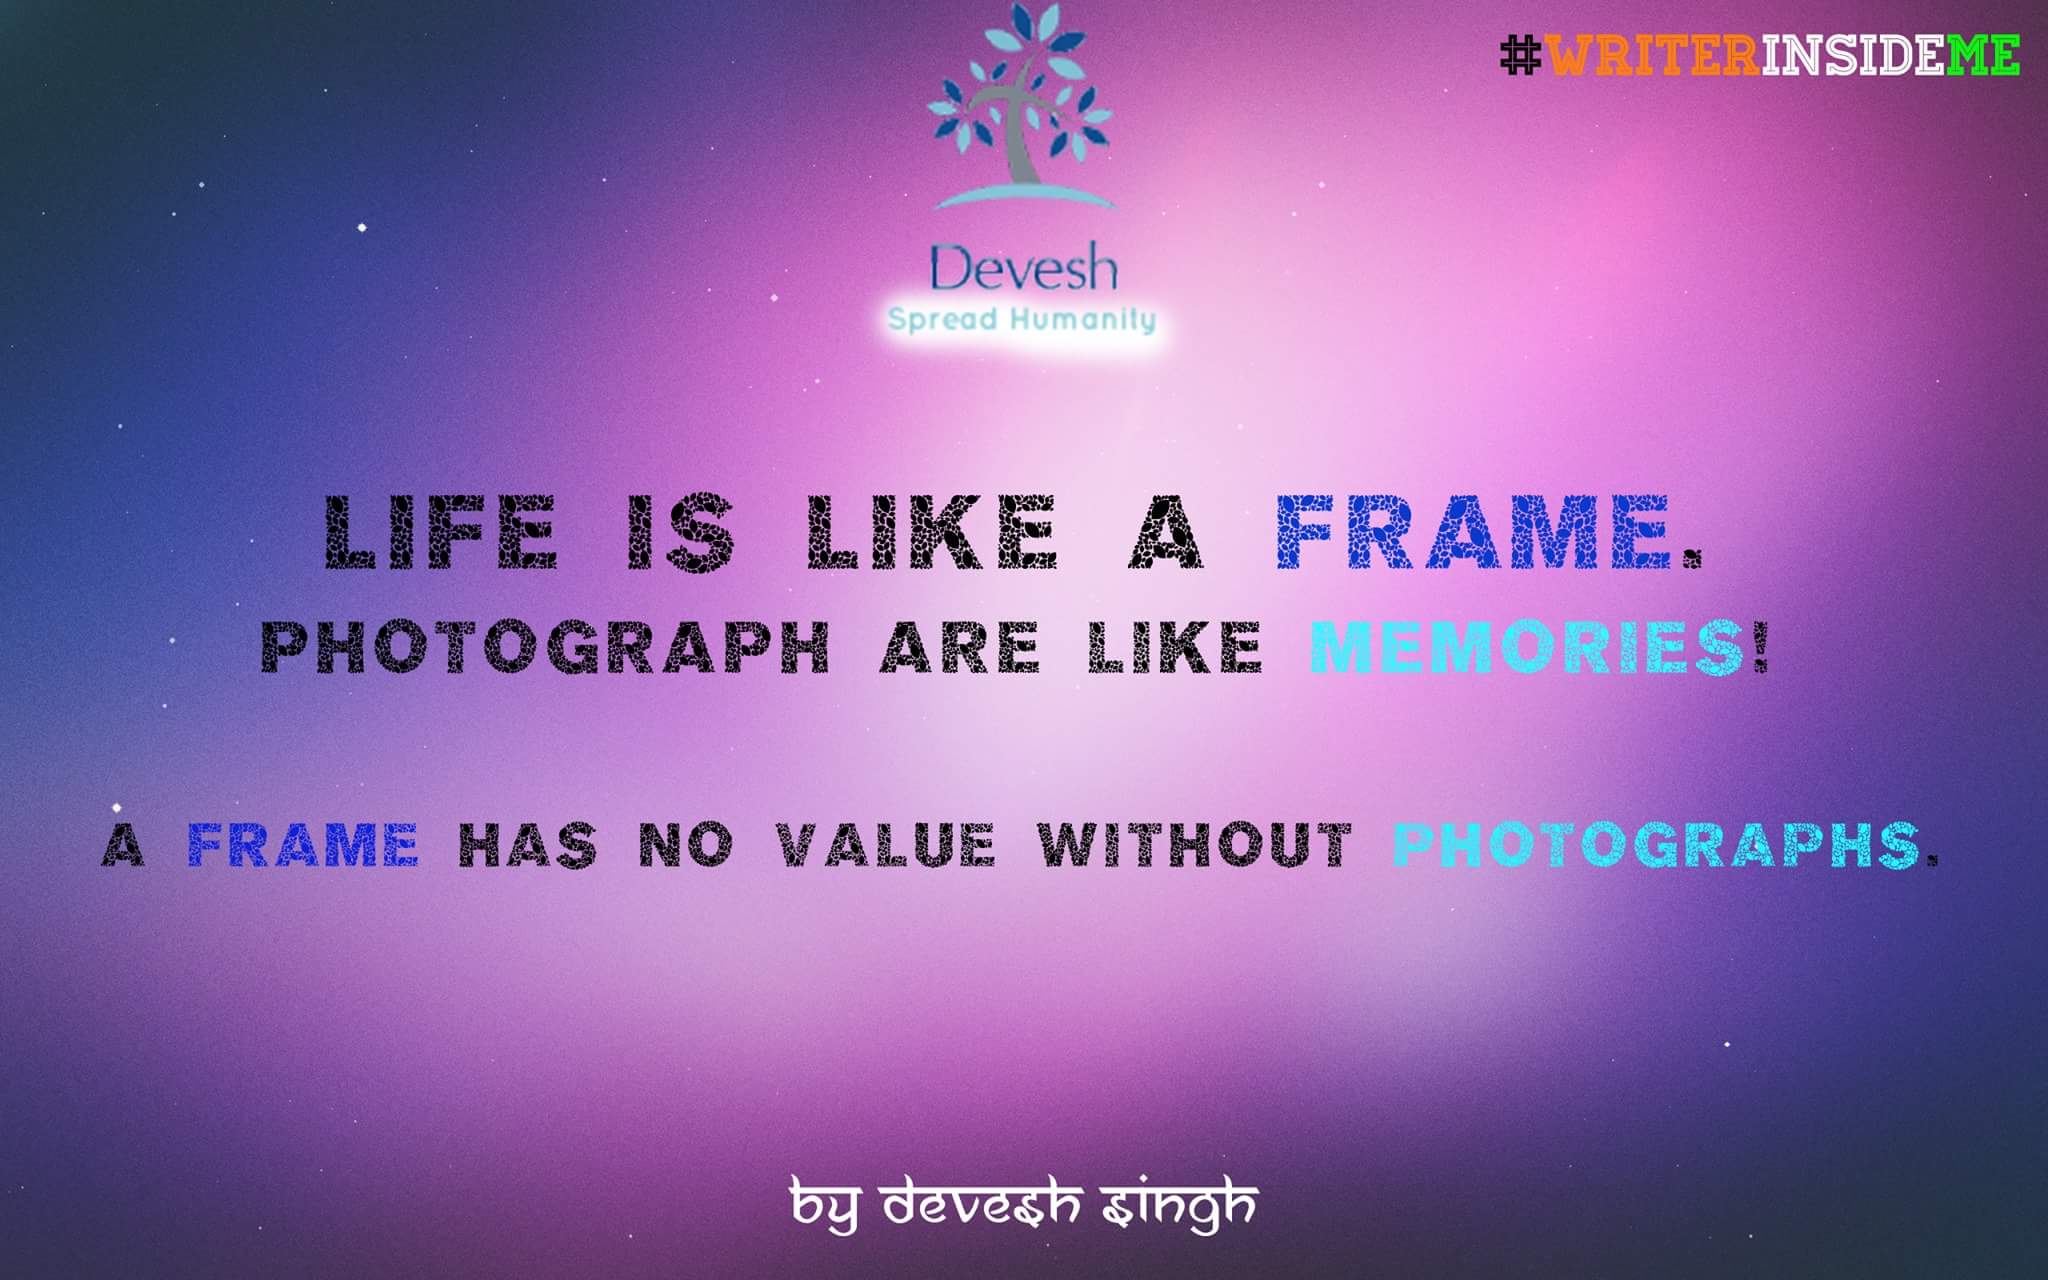 #WRITERINSIDEME
Devesh
Spread Humanity
LIFE IS LIKE A FRAME.
PHOTOGRAPH ARE LIKE MEMORIES!
A FRAME HAS NO VALUE WITHOUT PHOTOGRAPHS.
by devesh singh